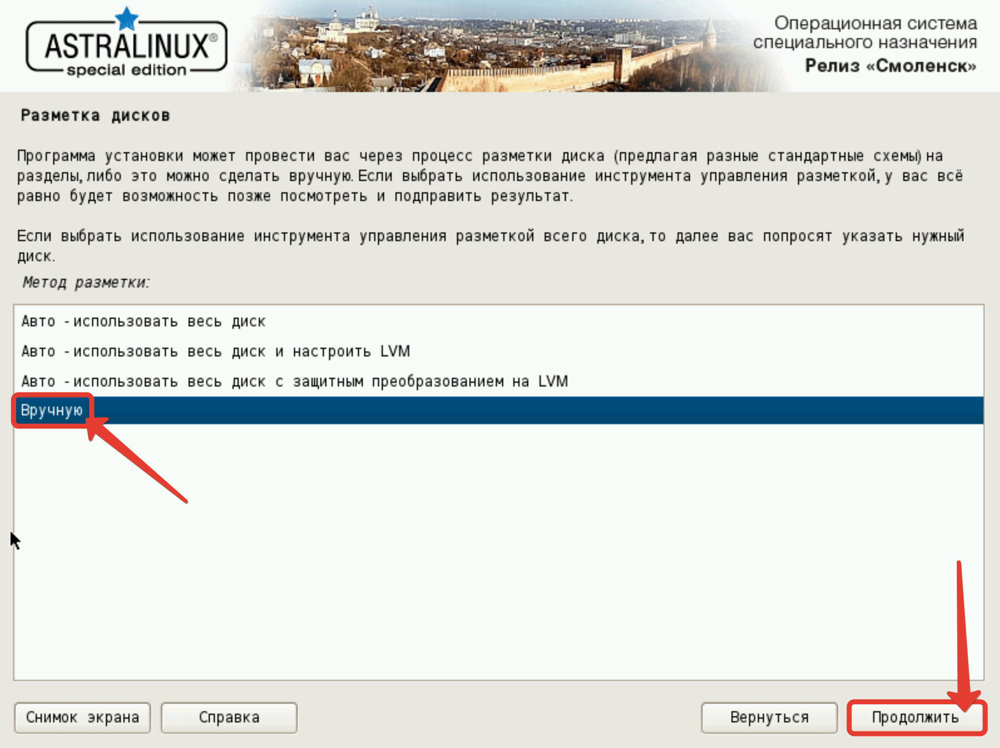 ASTRALINUX®
special edition
Операционная система
специального назначения
Релиз «Смоленск»
Разметка дисков
Программа установки может провести вас через процесс разметки диска (предлагая разные стандартные схемы) на
разделы, либо это можно сделать вручную. Если выбрать использование инструмента управления разметкой, у вас всё
равно будет возможность позже посмотреть и подправить результат.
Если выбрать использование инструмента управления разметкой всего диска, то далее вас попросят указать нужный
диск.
Метод разметки:
Авто - использовать весь диск
Авто - использовать весь диск и настроить LVM
Авто - использовать весь диск с защитным преобразованием на LVM
Вручную
Снимок экрана
Справка
Вернуться
Продолжить